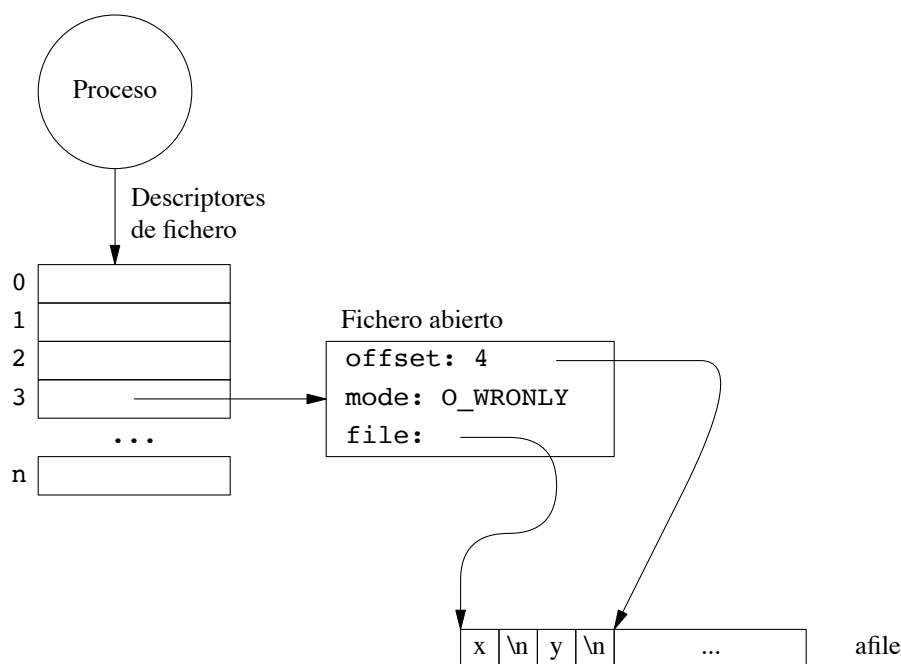 Proceso
Descriptores
de fichero
0
1
2
3
...
n
Fichero abierto
offset: 4
mode: O_WRONLY
file:
x \n y \n ... afile